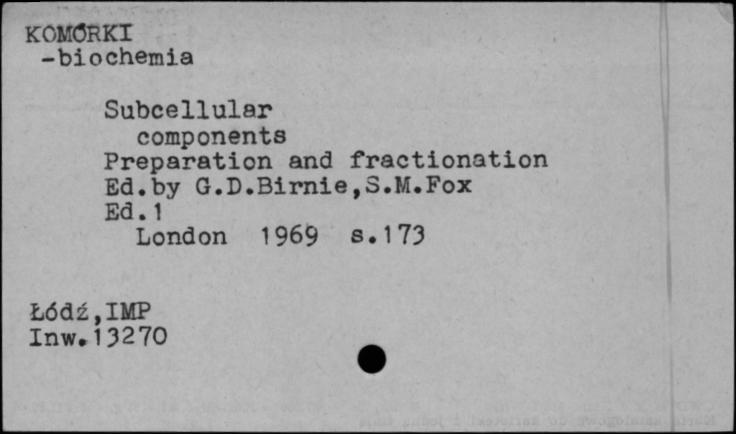 KOMÓRKI
-biochemia
Subcellular
components
Preparation and fractionation
Ed.by G.D.Birnie,S.M.Fox
Ed.1
London 1969 s.173
Łódź,IMP
Inw.13270